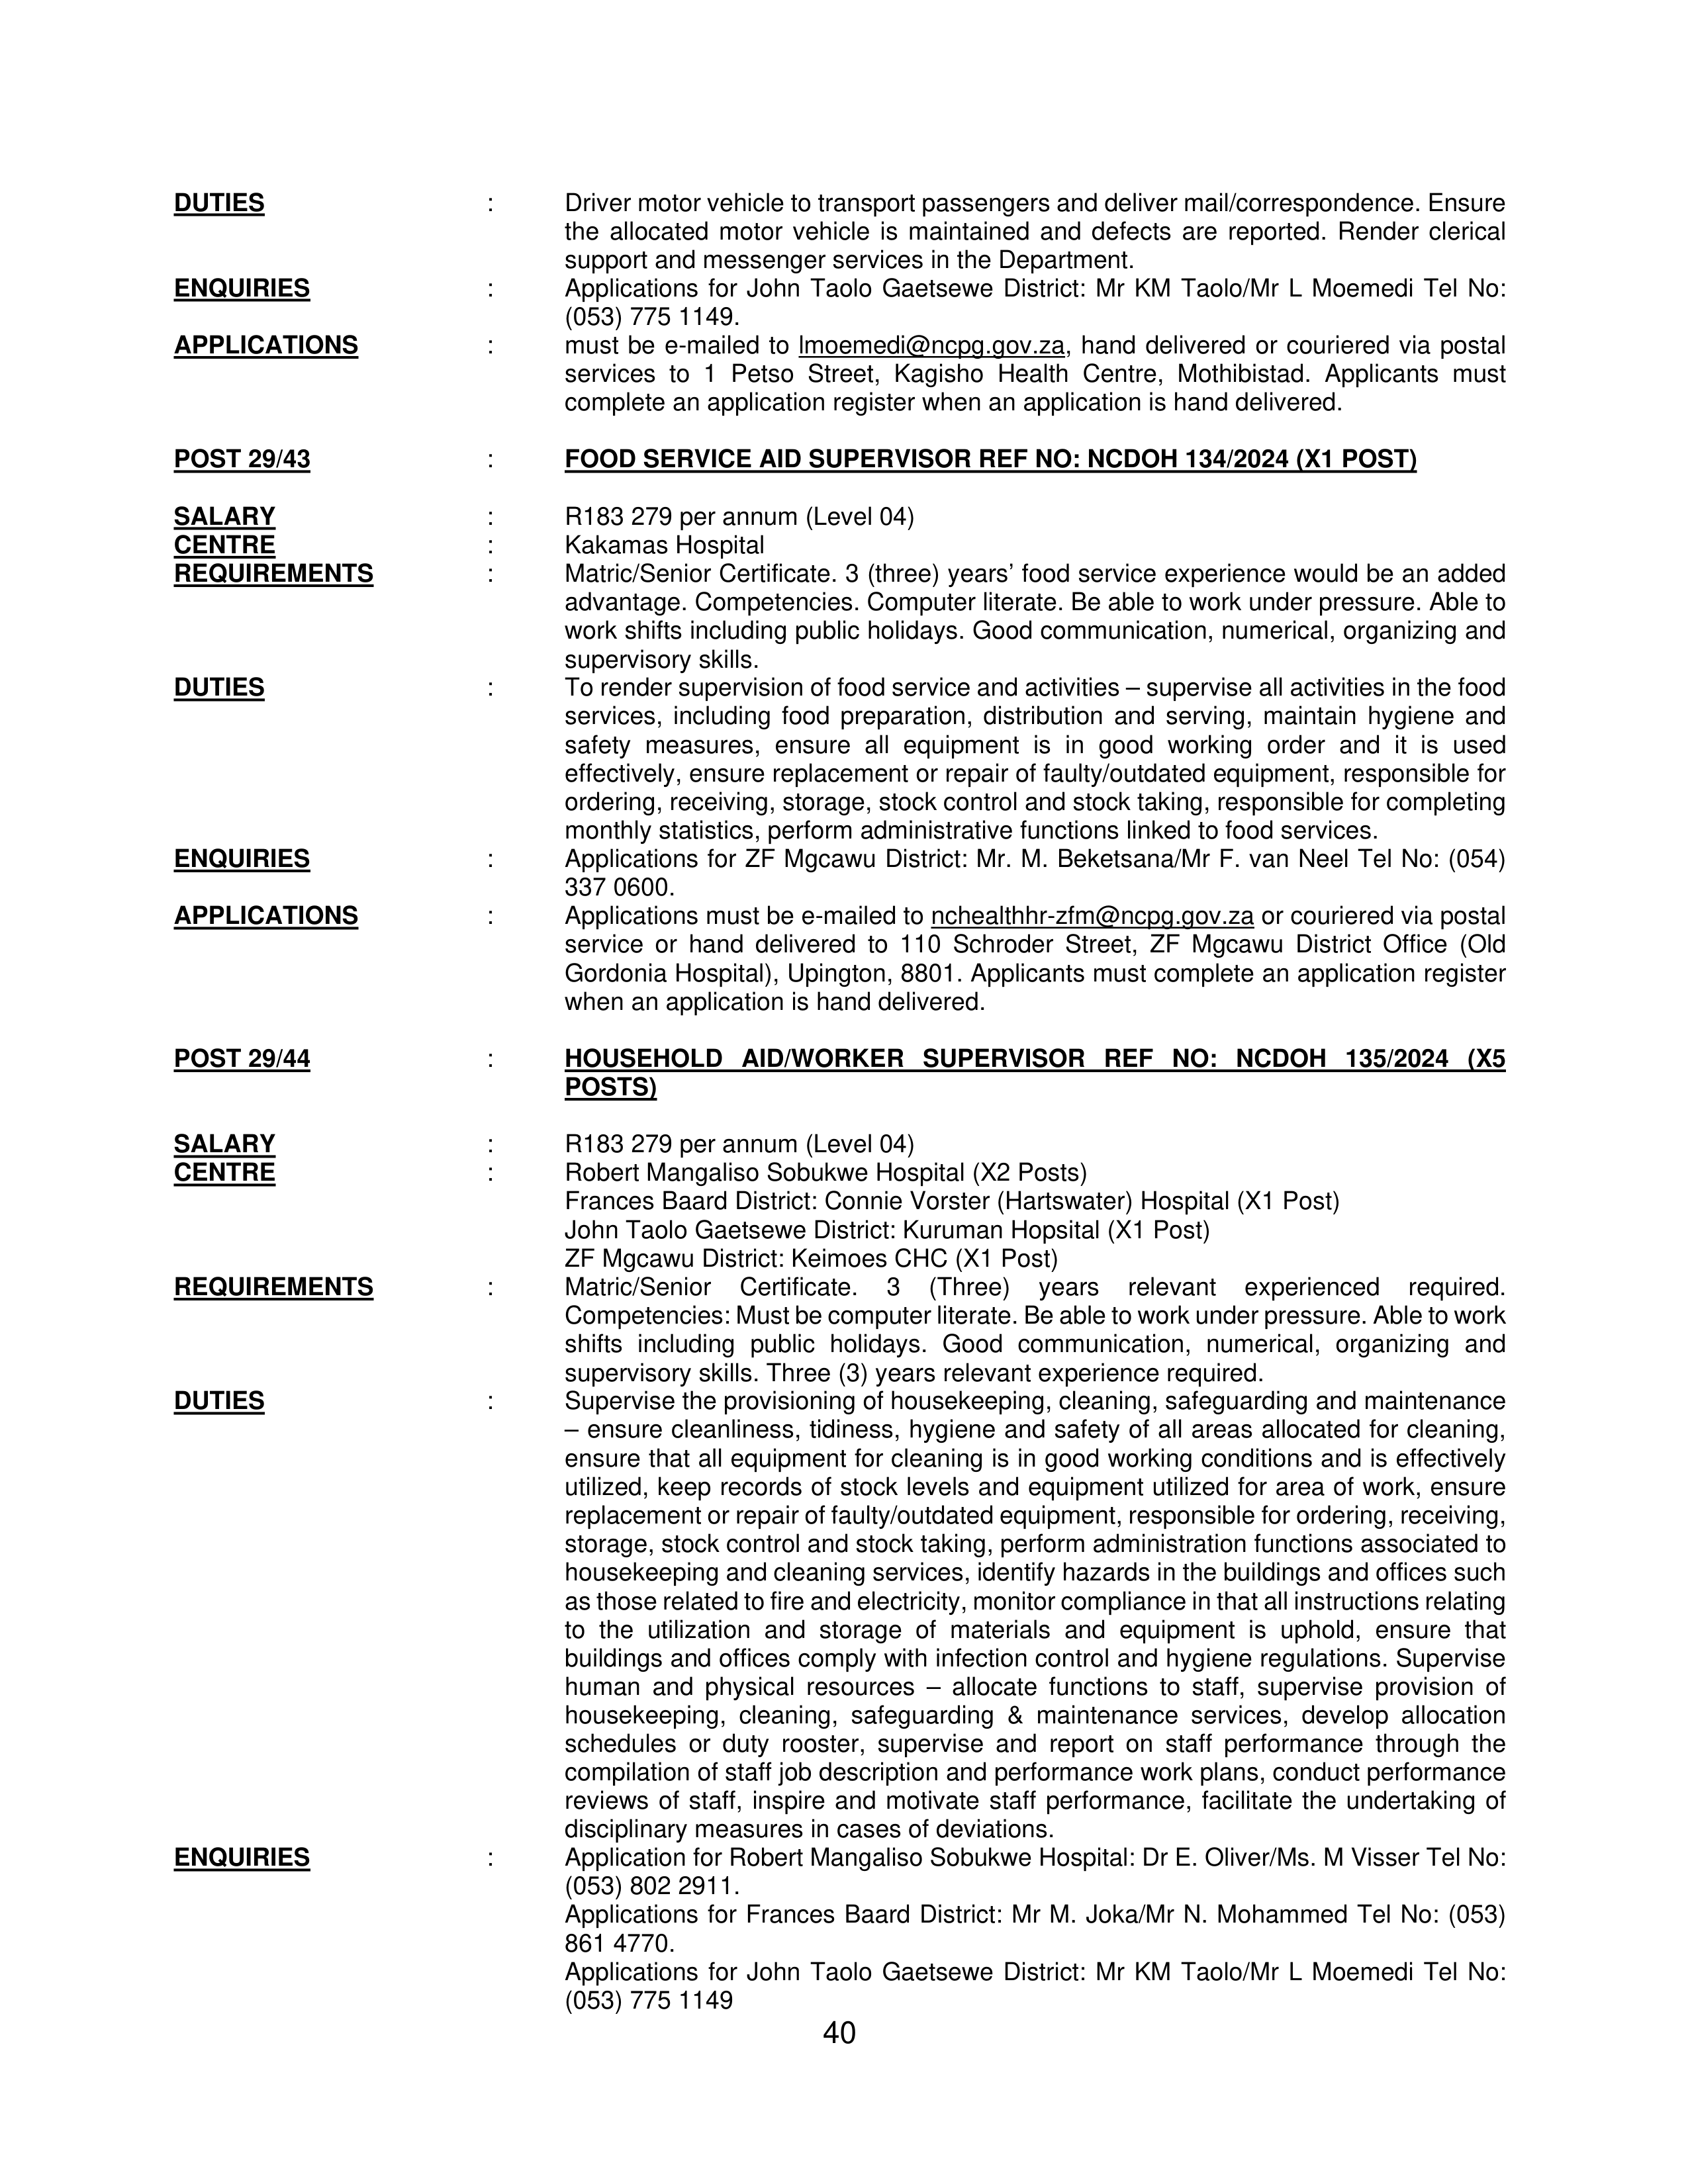 DUTIES : Driver motor vehicle to transport passengers and deliver mail/correspondence. Ensure
the allocated motor vehicle is maintained and defects are reported. Render clerical
support and messenger services in the Department.
ENQUIRIES : Applications for John Taolo Gaetsewe District: Mr KM Taolo/Mr L Moemedi Tel No:
(053) 775 1149.
APPLICATIONS : must be e-mailed to lmoemedi@ncpg.gov.za, hand delivered or couriered via postal
services to 1 Petso Street, Kagisho Health Centre, Mothibistad. Applicants must
complete an application register when an application is hand delivered.
POST 29/43 : FOOD SERVICE AID SUPERVISOR REF NO: NCDOH 134/2024 (X1 POST)
SALARY : R183 279 per annum (Level 04)
CENTRE : Kakamas Hospital
REQUIREMENTS : Matric/Senior Certificate. 3 (three) years’ food service experience would be an added
advantage. Competencies. Computer literate. Be able to work under pressure. Able to
work shifts including public holidays. Good communication, numerical, organizing and
supervisory skills.
DUTIES : To render supervision of food service and activities – supervise all activities in the food
services, including food preparation, distribution and serving, maintain hygiene and
safety measures, ensure all equipment is in good working order and it is used
effectively, ensure replacement or repair of faulty/outdated equipment, responsible for
ordering, receiving, storage, stock control and stock taking, responsible for completing
monthly statistics, perform administrative functions linked to food services.
ENQUIRIES : Applications for ZF Mgcawu District: Mr. M. Beketsana/Mr F. van Neel Tel No: (054)
337 0600.
APPLICATIONS : Applications must be e-mailed to nchealthhr-zfm@ncpg.gov.za or couriered via postal
service or hand delivered to 110 Schroder Street, ZF Mgcawu District Office (Old
Gordonia Hospital), Upington, 8801. Applicants must complete an application register
when an application is hand delivered.
POST 29/44 : HOUSEHOLD AID/WORKER SUPERVISOR REF NO: NCDOH 135/2024 (X5
POSTS)
SALARY : R183 279 per annum (Level 04)
CENTRE : Robert Mangaliso Sobukwe Hospital (X2 Posts)
Frances Baard District: Connie Vorster (Hartswater) Hospital (X1 Post)
John Taolo Gaetsewe District: Kuruman Hopsital (X1 Post)
ZF Mgcawu District: Keimoes CHC (X1 Post)
REQUIREMENTS : Matric/Senior Certificate. 3 (Three) years relevant experienced required.
Competencies: Must be computer literate. Be able to work under pressure. Able to work
shifts including public holidays. Good communication, numerical, organizing and
supervisory skills. Three (3) years relevant experience required.
DUTIES : Supervise the provisioning of housekeeping, cleaning, safeguarding and maintenance
– ensure cleanliness, tidiness, hygiene and safety of all areas allocated for cleaning,
ensure that all equipment for cleaning is in good working conditions and is effectively
utilized, keep records of stock levels and equipment utilized for area of work, ensure
replacement or repair of faulty/outdated equipment, responsible for ordering, receiving,
storage, stock control and stock taking, perform administration functions associated to
housekeeping and cleaning services, identify hazards in the buildings and offices such
as those related to fire and electricity, monitor compliance in that all instructions relating
to the utilization and storage of materials and equipment is uphold, ensure that
buildings and offices comply with infection control and hygiene regulations. Supervise
human and physical resources – allocate functions to staff, supervise provision of
housekeeping, cleaning, safeguarding & maintenance services, develop allocation
schedules or duty rooster, supervise and report on staff performance through the
compilation of staff job description and performance work plans, conduct performance
reviews of staff, inspire and motivate staff performance, facilitate the undertaking of
disciplinary measures in cases of deviations.
ENQUIRIES : Application for Robert Mangaliso Sobukwe Hospital: Dr E. Oliver/Ms. M Visser Tel No:
(053) 802 2911.
Applications for Frances Baard District: Mr M. Joka/Mr N. Mohammed Tel No: (053)
861 4770.
Applications for John Taolo Gaetsewe District: Mr KM Taolo/Mr L Moemedi Tel No:
(053) 775 1149
40